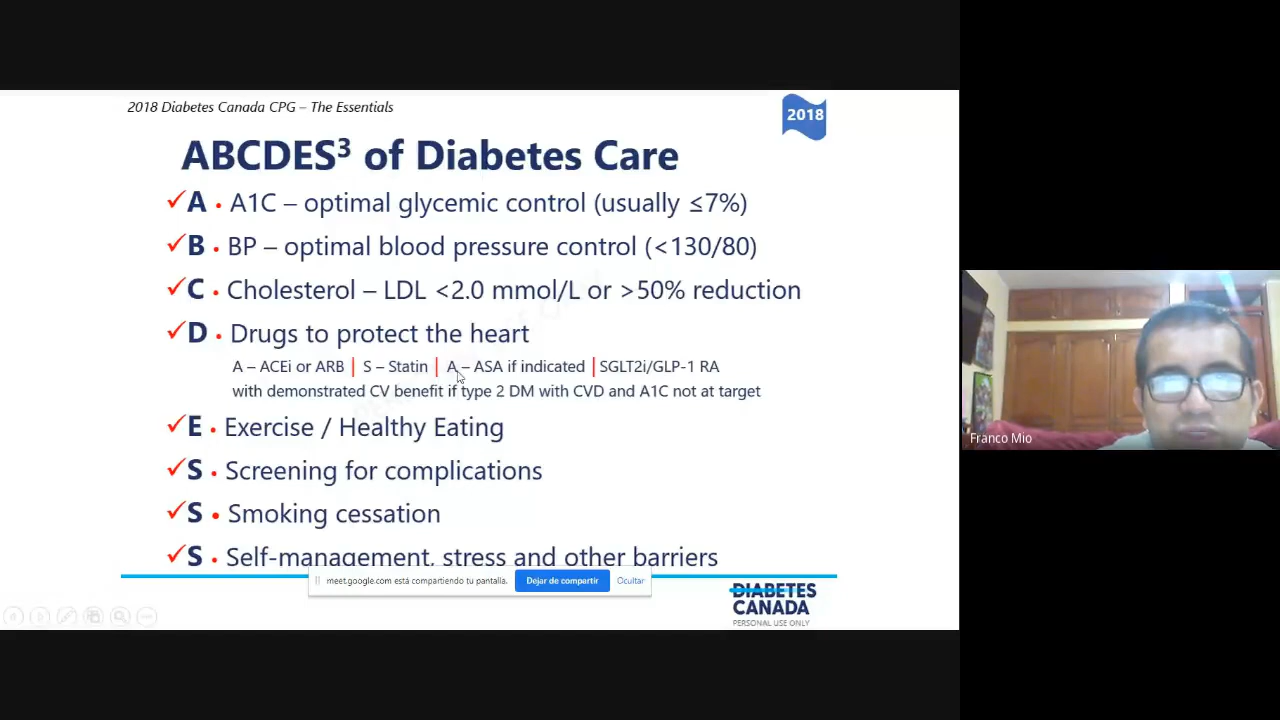 2018 Diabetes Canada CPG – The Essentials
2018
ABCDES³ of Diabetes Care
✓A • A1C – optimal glycemic control (usually ≤7%)
✓B • BP – optimal blood pressure control (<130/80)
✓C • Cholesterol – LDL <2.0 mmol/L or >50% reduction
✓D • Drugs to protect the heart
A – ACEi or ARB | S – Statin | A – ASA if indicated | SGLT2i/GLP-1 RA
with demonstrated CV benefit if type 2 DM with CVD and A1C not at target
✓E • Exercise / Healthy Eating
✓S • Screening for complications
✓S • Smoking cessation
✓S • Self-management, stress and other barriers
meet.google.com está compartiendo tu pantalla.
Dejar de compartir
Ocultar
DIABETES
CANADA
PERSONAL USE ONLY
Franco Mio